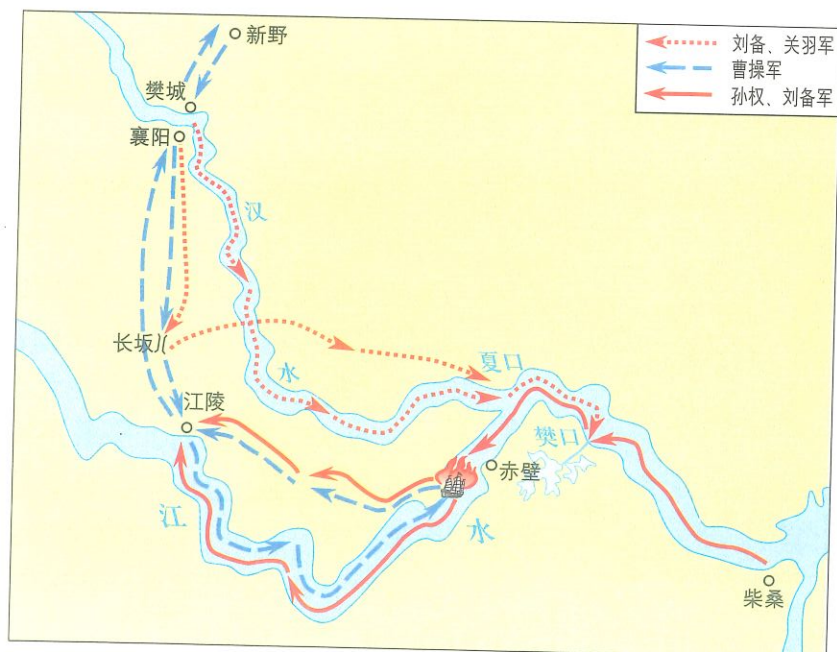 新野
刘备、关羽军
曹操军
孙权、刘备军
樊城
襄阳
汉
长坂
水
夏口
江陵
樊口
赤壁
江
水
柴桑